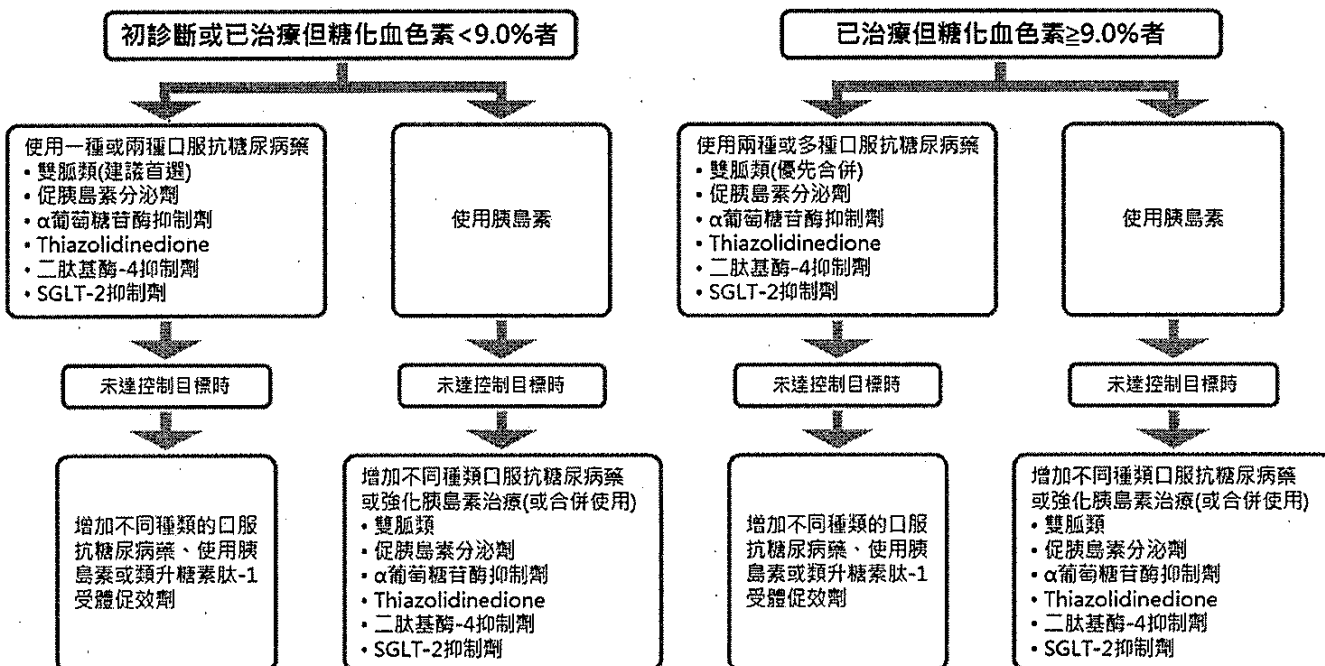 初診斷或已治療但糖化血色素<9.0%者
使用一種或兩種口服抗糖尿病藥
• 雙胍類(建議首選)
• 促胰島素分泌劑
• α葡萄糖苷酶抑制劑
• Thiazolidinedione
• 二肽基酶-4抑制劑
• SGLT-2抑制劑
未達控制目標時
增加不同種類的口服
抗糖尿病藥、使用胰
島素或類升糖素肽-1
受體促效劑
使用胰島素
未達控制目標時
增加不同種類口服抗糖尿病藥
或強化胰島素治療(或合併使用)
• 雙胍類
• 促胰島素分泌劑
• α葡萄糖苷酶抑制劑
• Thiazolidinedione
• 二肽基酶-4抑制劑
• SGLT-2抑制劑
已治療但糖化血色素≧9.0%者
使用兩種或多種口服抗糖尿病藥
• 雙胍類(優先合併)
• 促胰島素分泌劑
• α葡萄糖苷酶抑制劑
• Thiazolidinedione
• 二肽基酶-4抑制劑
• SGLT-2抑制劑
未達控制目標時
增加不同種類的口服
抗糖尿病藥、使用胰
島素或類升糖素肽-1
受體促效劑
使用胰島素
未達控制目標時
增加不同種類口服抗糖尿病藥
或強化胰島素治療(或合併使用)
• 雙胍類
• 促胰島素分泌劑
• α葡萄糖苷酶抑制劑
• Thiazolidinedione
• 二肽基酶-4抑制劑
• SGLT-2抑制劑